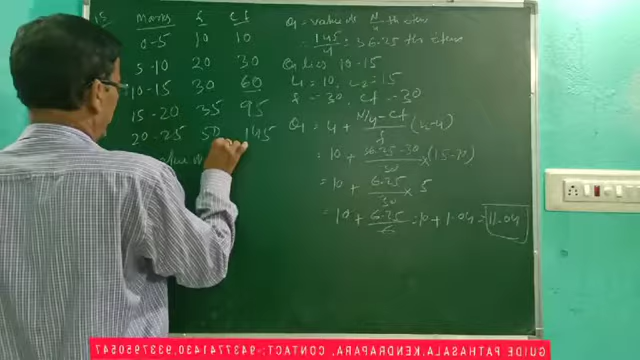 Marks f cf
0-5 10 10
5-10 20 30
10-15 30 60
15-20 35 95
20-25 50 145
Q₁ = value of N/4 th item
= 145/4 = 36.25 th item
Q₁ lies 10-15
L₁ = 10, L₂ = 15
f = 30, Cf = 30
Q₁ = L₁ + (N/4 - Cf)/f (L₂-L₁)
= 10 + (36.25-30)/30 × (15-10)
= 10 + 6.25/30 × 5
= 10 + 6.25/6 = 10 + 1.04 = 11.04
GUIDE PATHASALA, KENDRAPARA, CONTACT: 9437741430, 9337950547